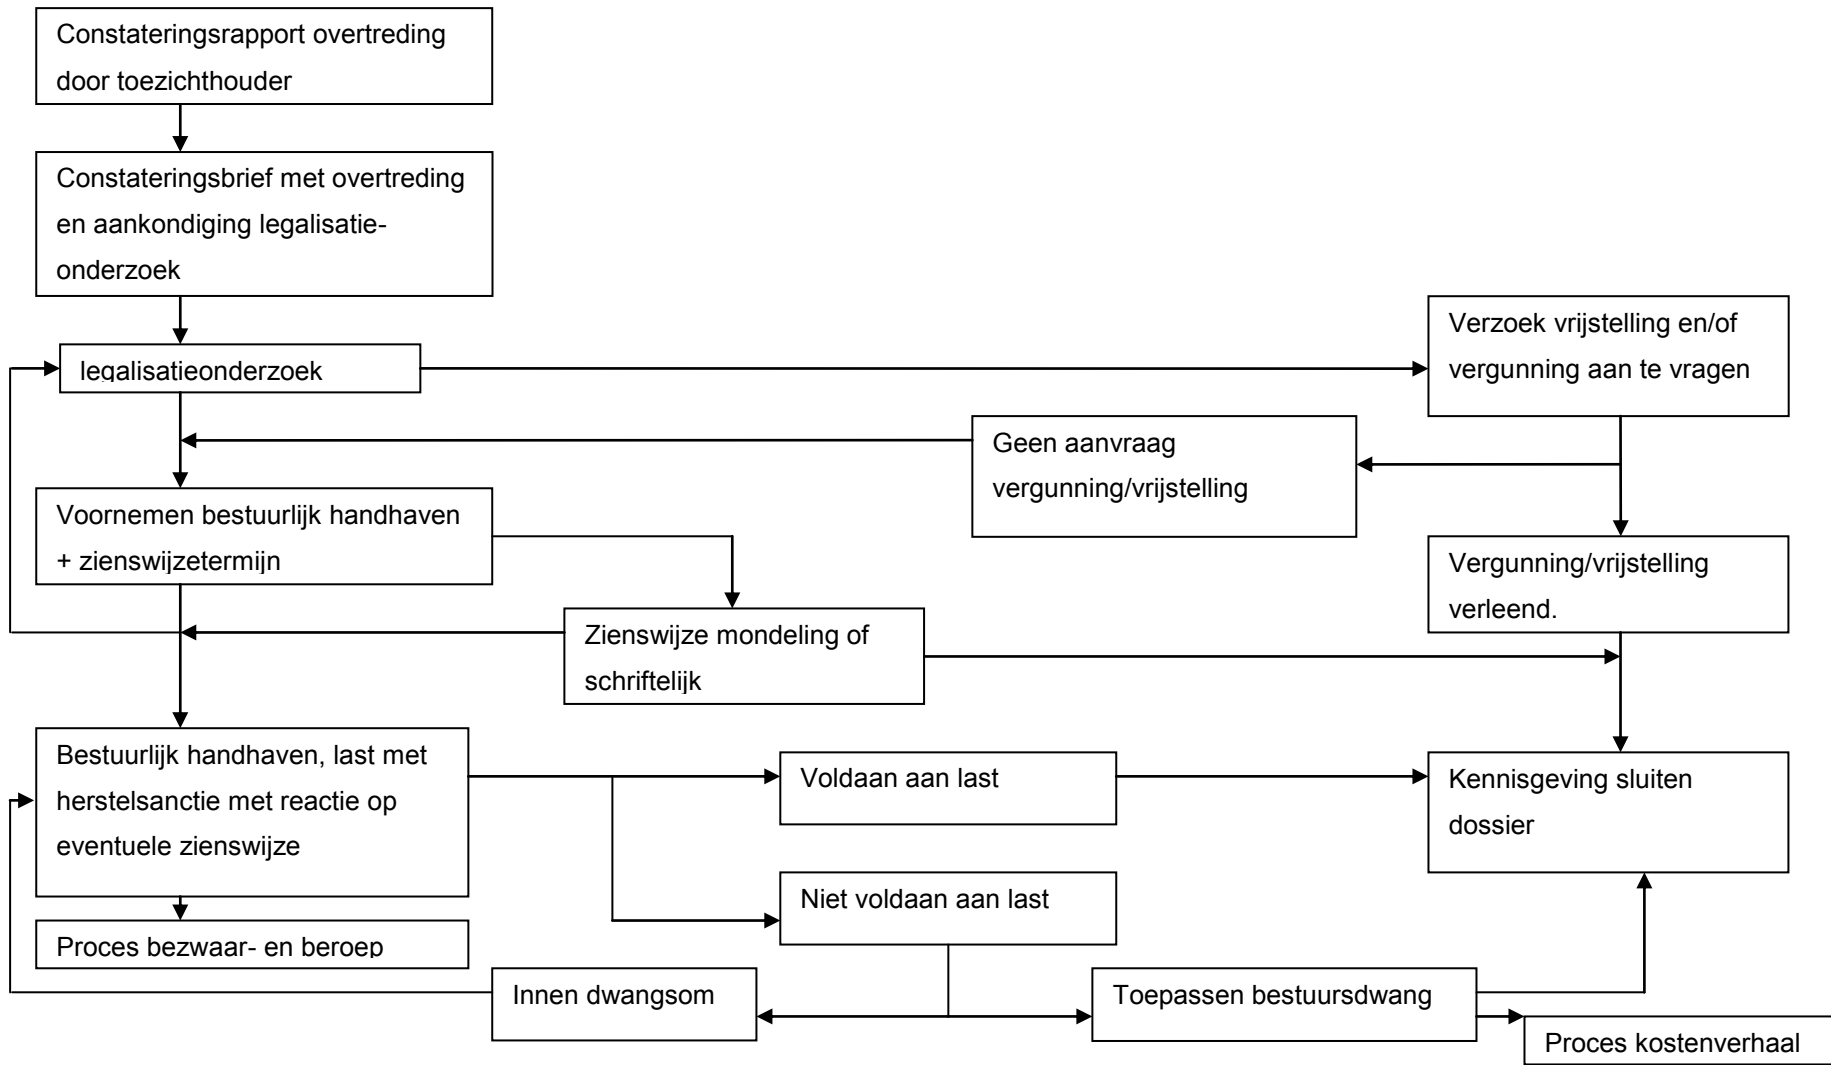 Constateringsrapport overtreding
door toezichthouder
Constateringsbrief met overtreding
en aankondiging legalisatie-
onderzoek
legalisatieonderzoek
Verzoek vrijstelling en/of
vergunning aan te vragen
Geen aanvraag
vergunning/vrijstelling
Voornemen bestuurlijk handhaven
+ zienswijzetermijn
Vergunning/vrijstelling
verleend.
Zienswijze mondeling of
schriftelijk
Bestuurlijk handhaven, last met
herstelsanctie met reactie op
eventuele zienswijze
Voldaan aan last
Kennisgeving sluiten
dossier
Niet voldaan aan last
Proces bezwaar- en beroep
Innen dwangsom
Toepassen bestuursdwang
Proces kostenverhaal